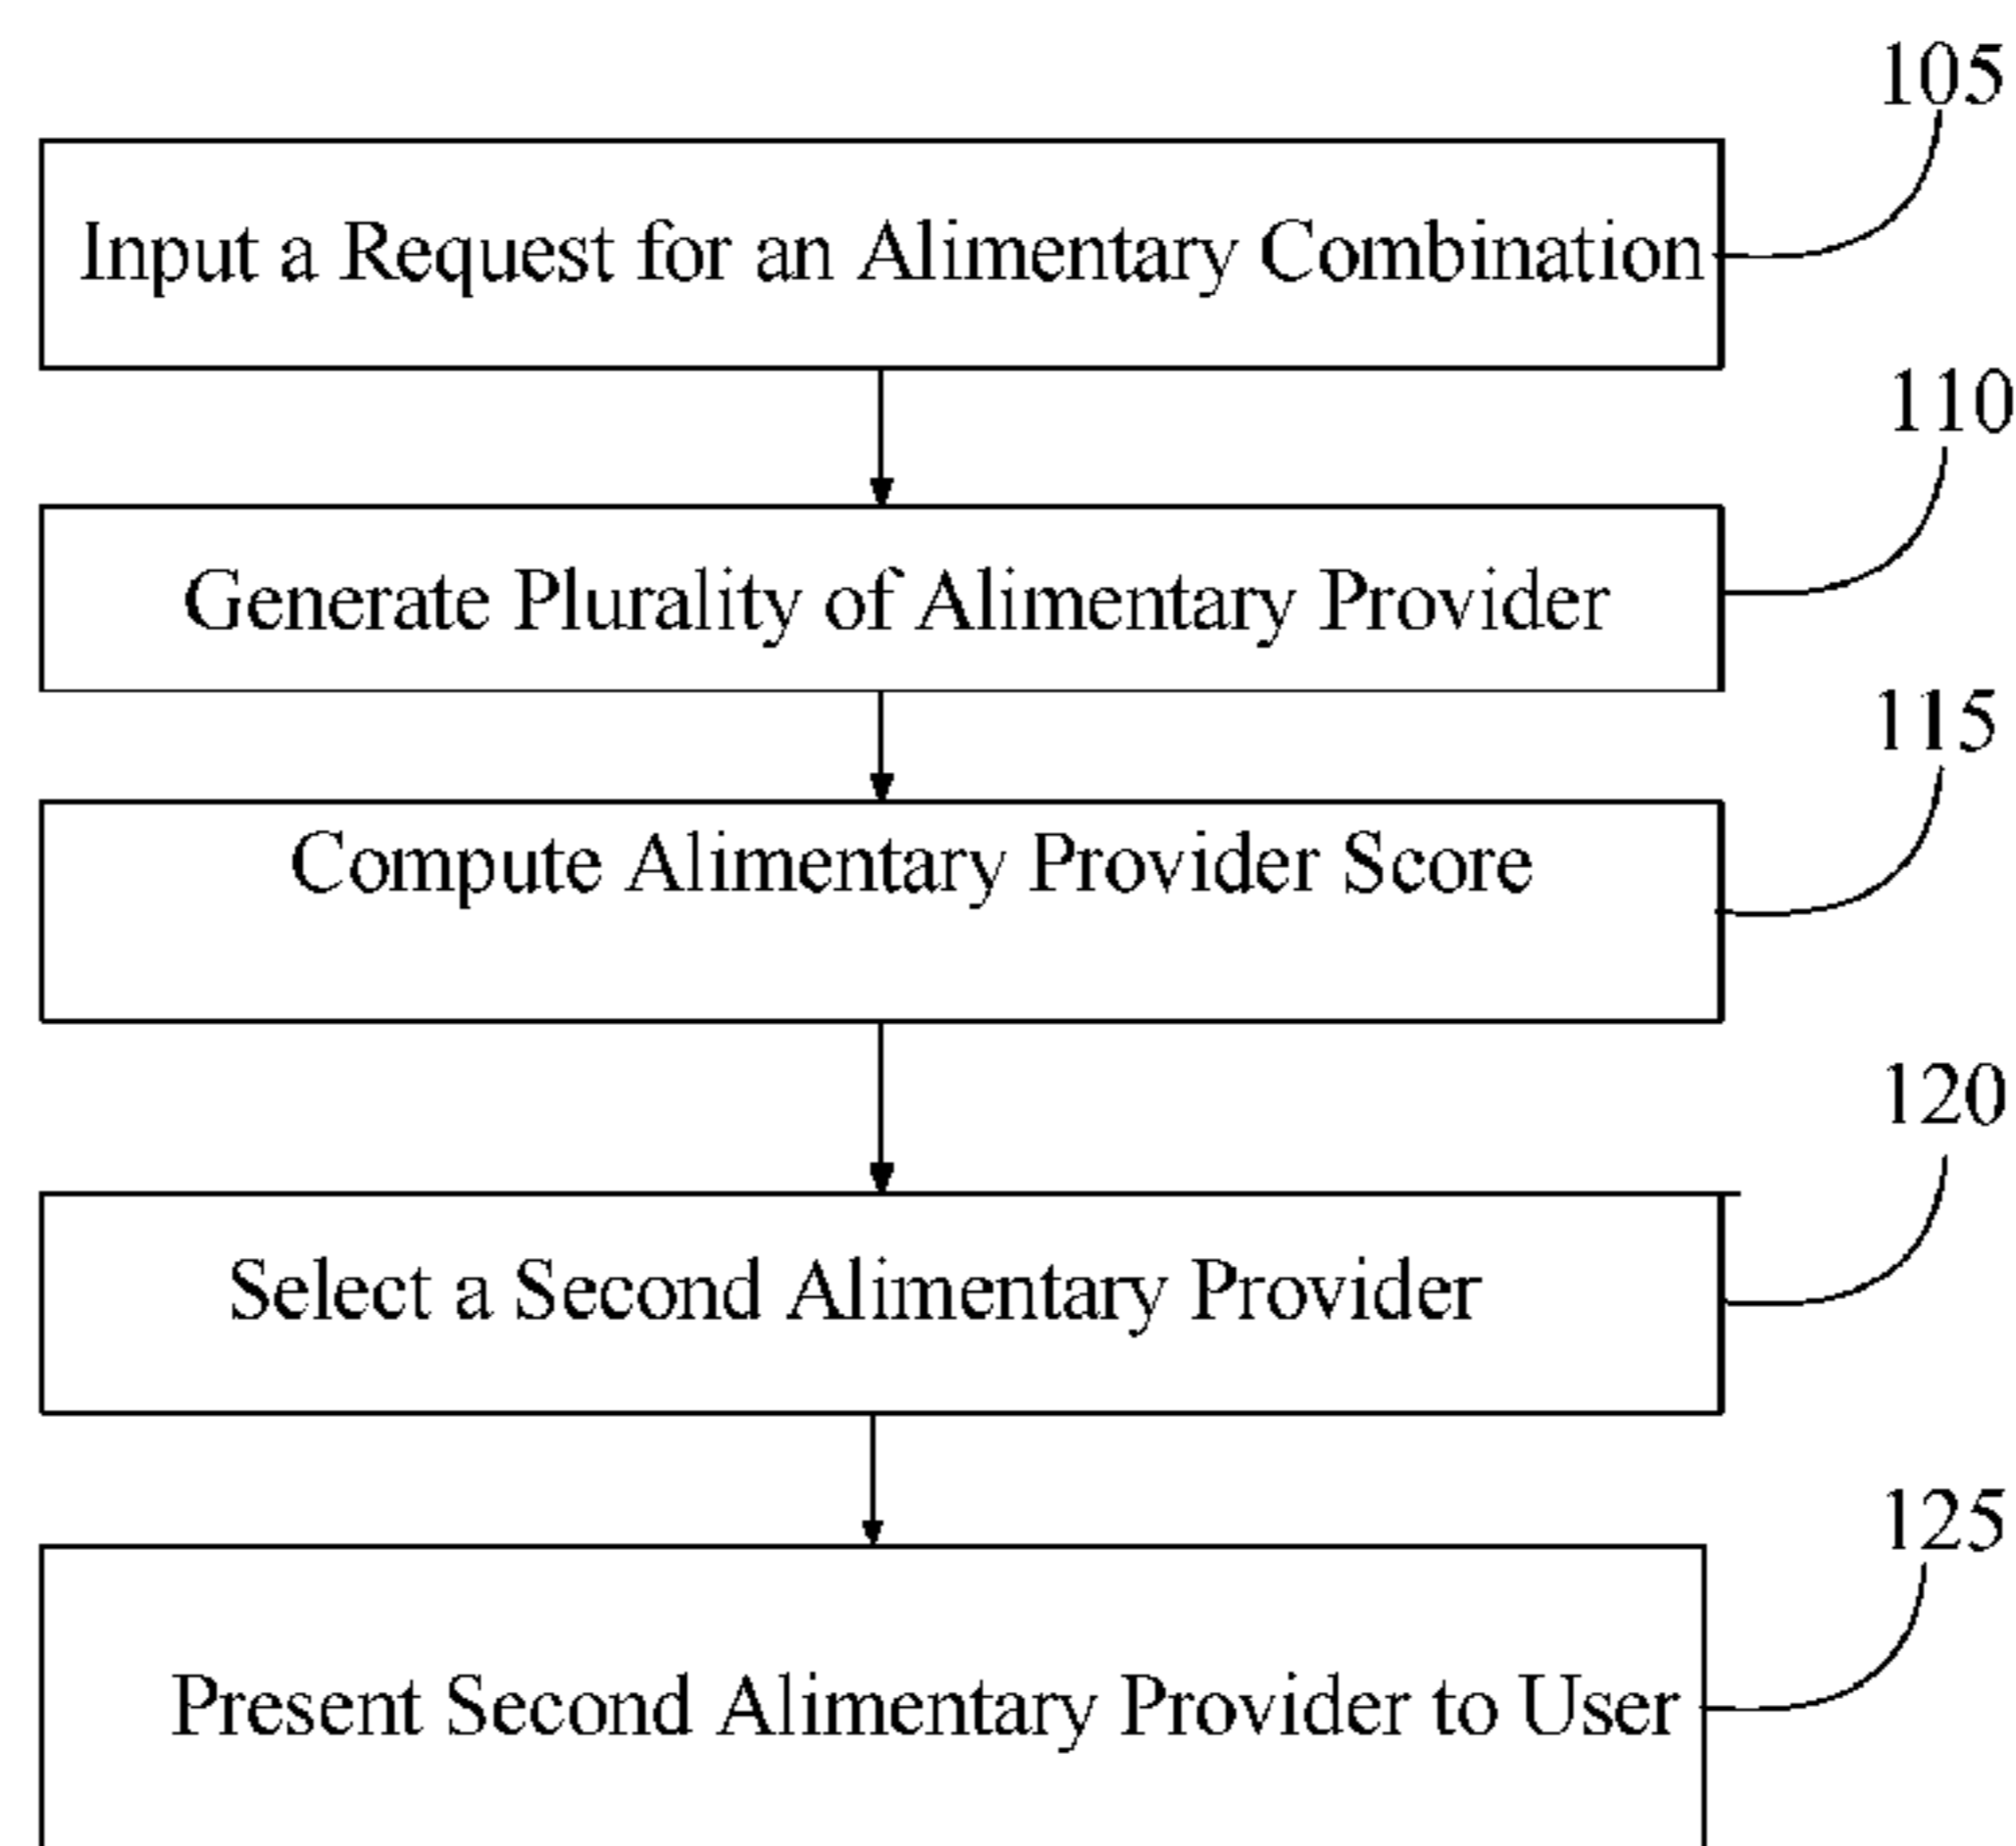 105
Input a Request for an Alimentary Combination
110
Generate Plurality of Alimentary Provider
115
Compute Alimentary Provider Score
120
Select a Second Alimentary Provider
125
Present Second Alimentary Provider to User